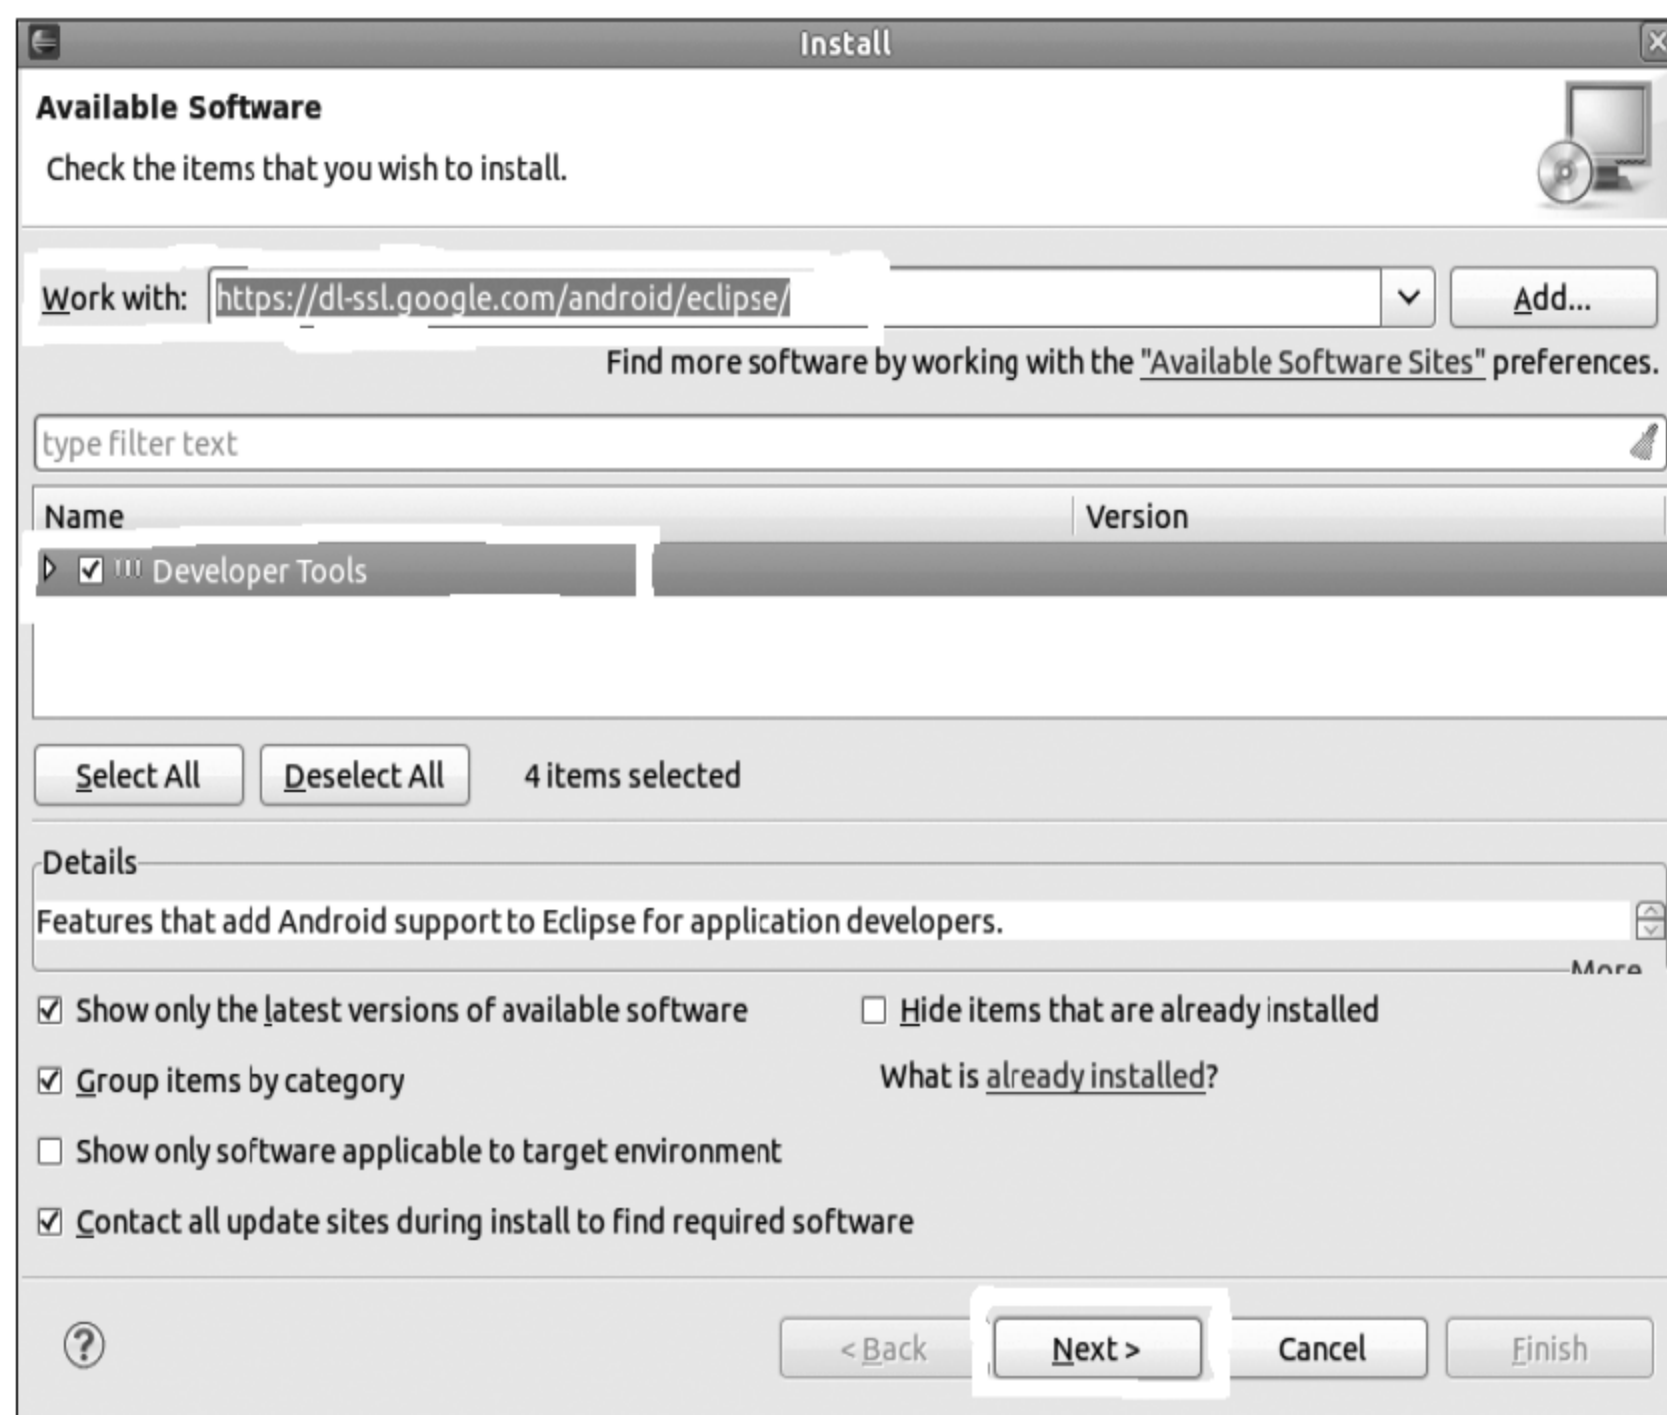 Install
Available Software
Check the items that you wish to install.
Work with: https://dl-ssl.google.com/android/eclipse/ Add...
Find more software by working with the "Available Software Sites" preferences.
type filter text
Name Version
Developer Tools
Select All Deselect All 4 items selected
Details
Features that add Android support to Eclipse for application developers.
More
Show only the latest versions of available software Hide items that are already installed
Group items by category What is already installed?
Show only software applicable to target environment
Contact all update sites during install to find required software
? < Back Next > Cancel Finish